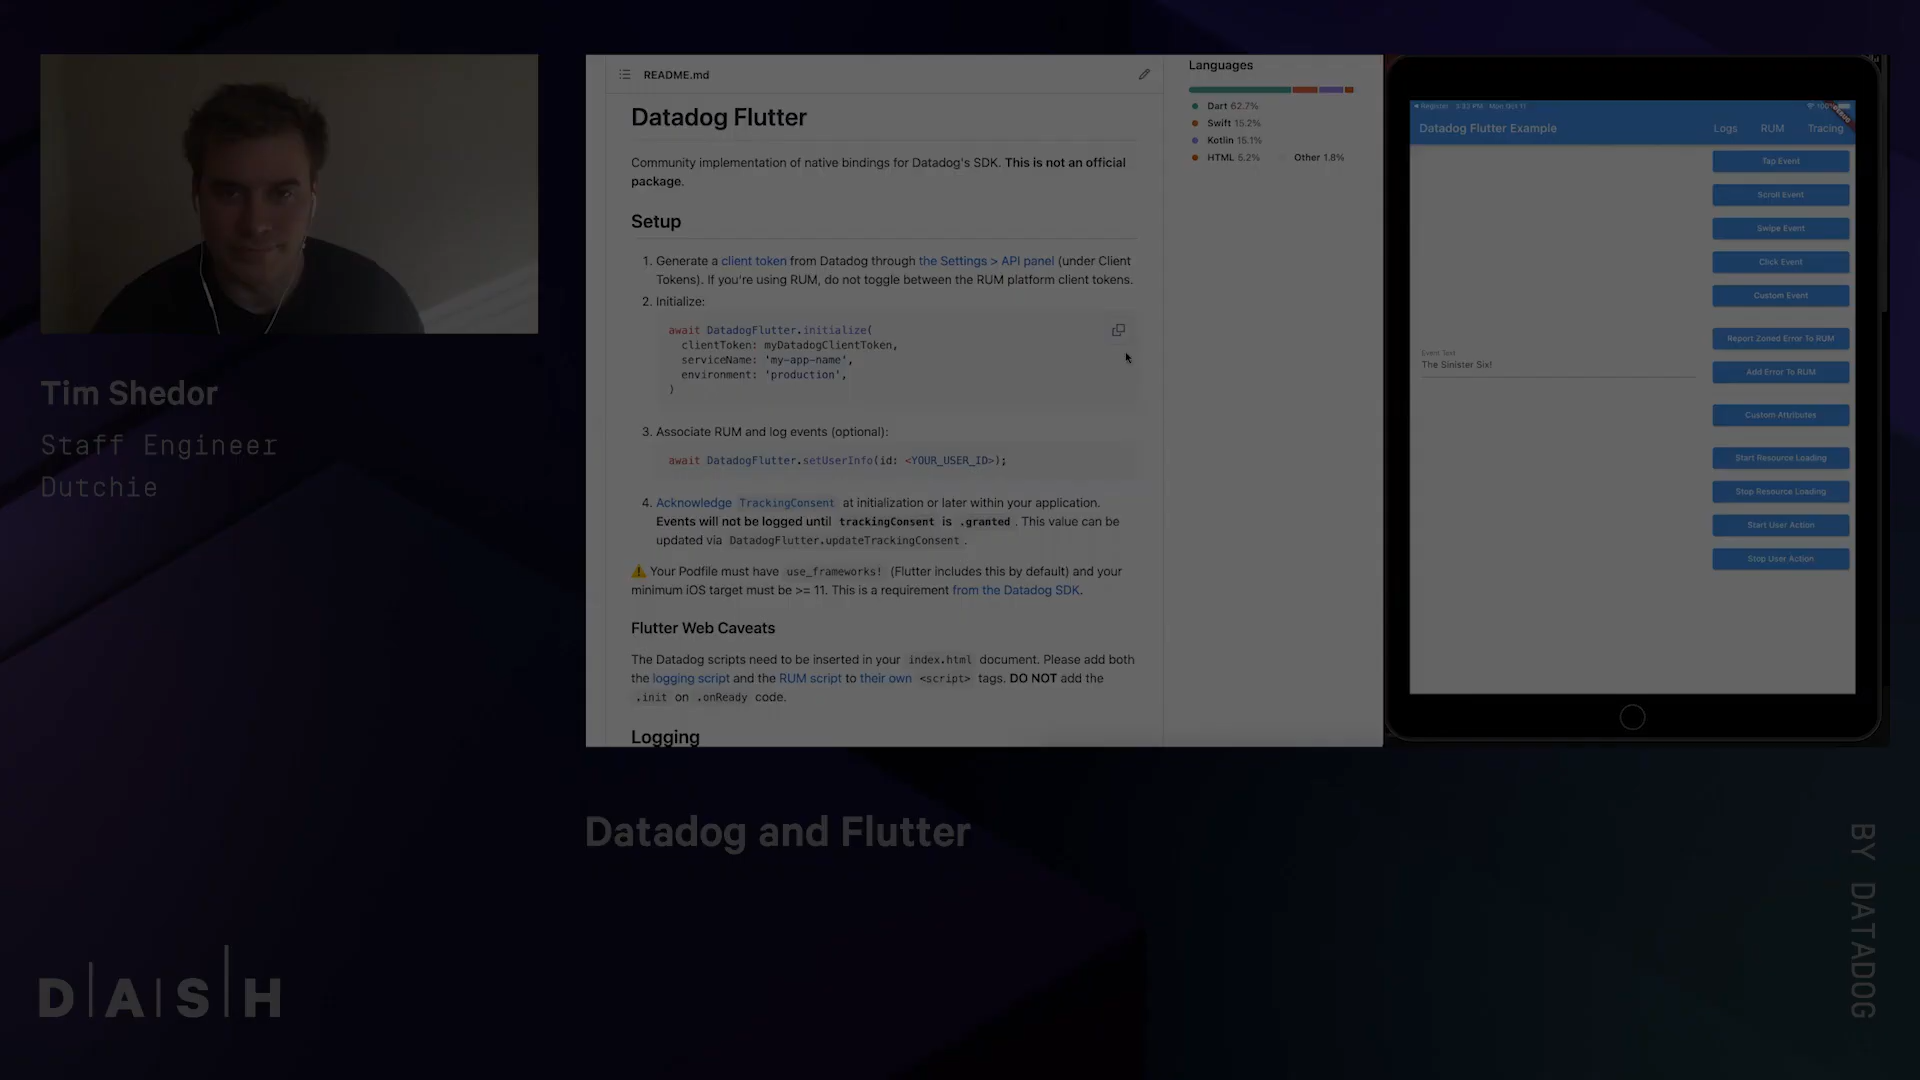 Tim Shedor
Staff Engineer
Dutchie
README.md
Datadog Flutter
Community implementation of native bindings for Datadog's SDK. This is not an official
package.
Setup
1. Generate a client token from Datadog through the Settings > API panel (under Client
Tokens). If you're using RUM, do not toggle between the RUM platform client tokens.
2. Initialize:
await DatadogFlutter.initialize(
clientToken: myDatadogClientToken,
serviceName: 'my-app-name',
environment: 'production',
)
3. Associate RUM and log events (optional):
await DatadogFlutter.setUserInfo(id: <YOUR_USER_ID>);
4. Acknowledge TrackingConsent at initialization or later within your application.
Events will not be logged until trackingConsent is .granted . This value can be
updated via DatadogFlutter.updateTrackingConsent .
⚠ Your Podfile must have use_frameworks! (Flutter includes this by default) and your
minimum iOS target must be >= 11. This is a requirement from the Datadog SDK.
Flutter Web Caveats
The Datadog scripts need to be inserted in your index.html document. Please add both
the logging script and the RUM script to their own <script> tags. DO NOT add the
.init on .onReady code.
Logging
Languages
Dart 62.7%
Swift 15.2%
Kotlin 15.1%
HTML 5.2% Other 1.8%
Register 3:33 PM Mon Oct 11 100%
Datadog Flutter Example Logs RUM Tracing
Tap Event
Scroll Event
Swipe Event
Click Event
Custom Event
Report Zoned Error To RUM
Event Text
The Sinister Six!
Add Error To RUM
Custom Attributes
Start Resource Loading
Stop Resource Loading
Start User Action
Stop User Action
Datadog and Flutter
DASH
BY DATADOG